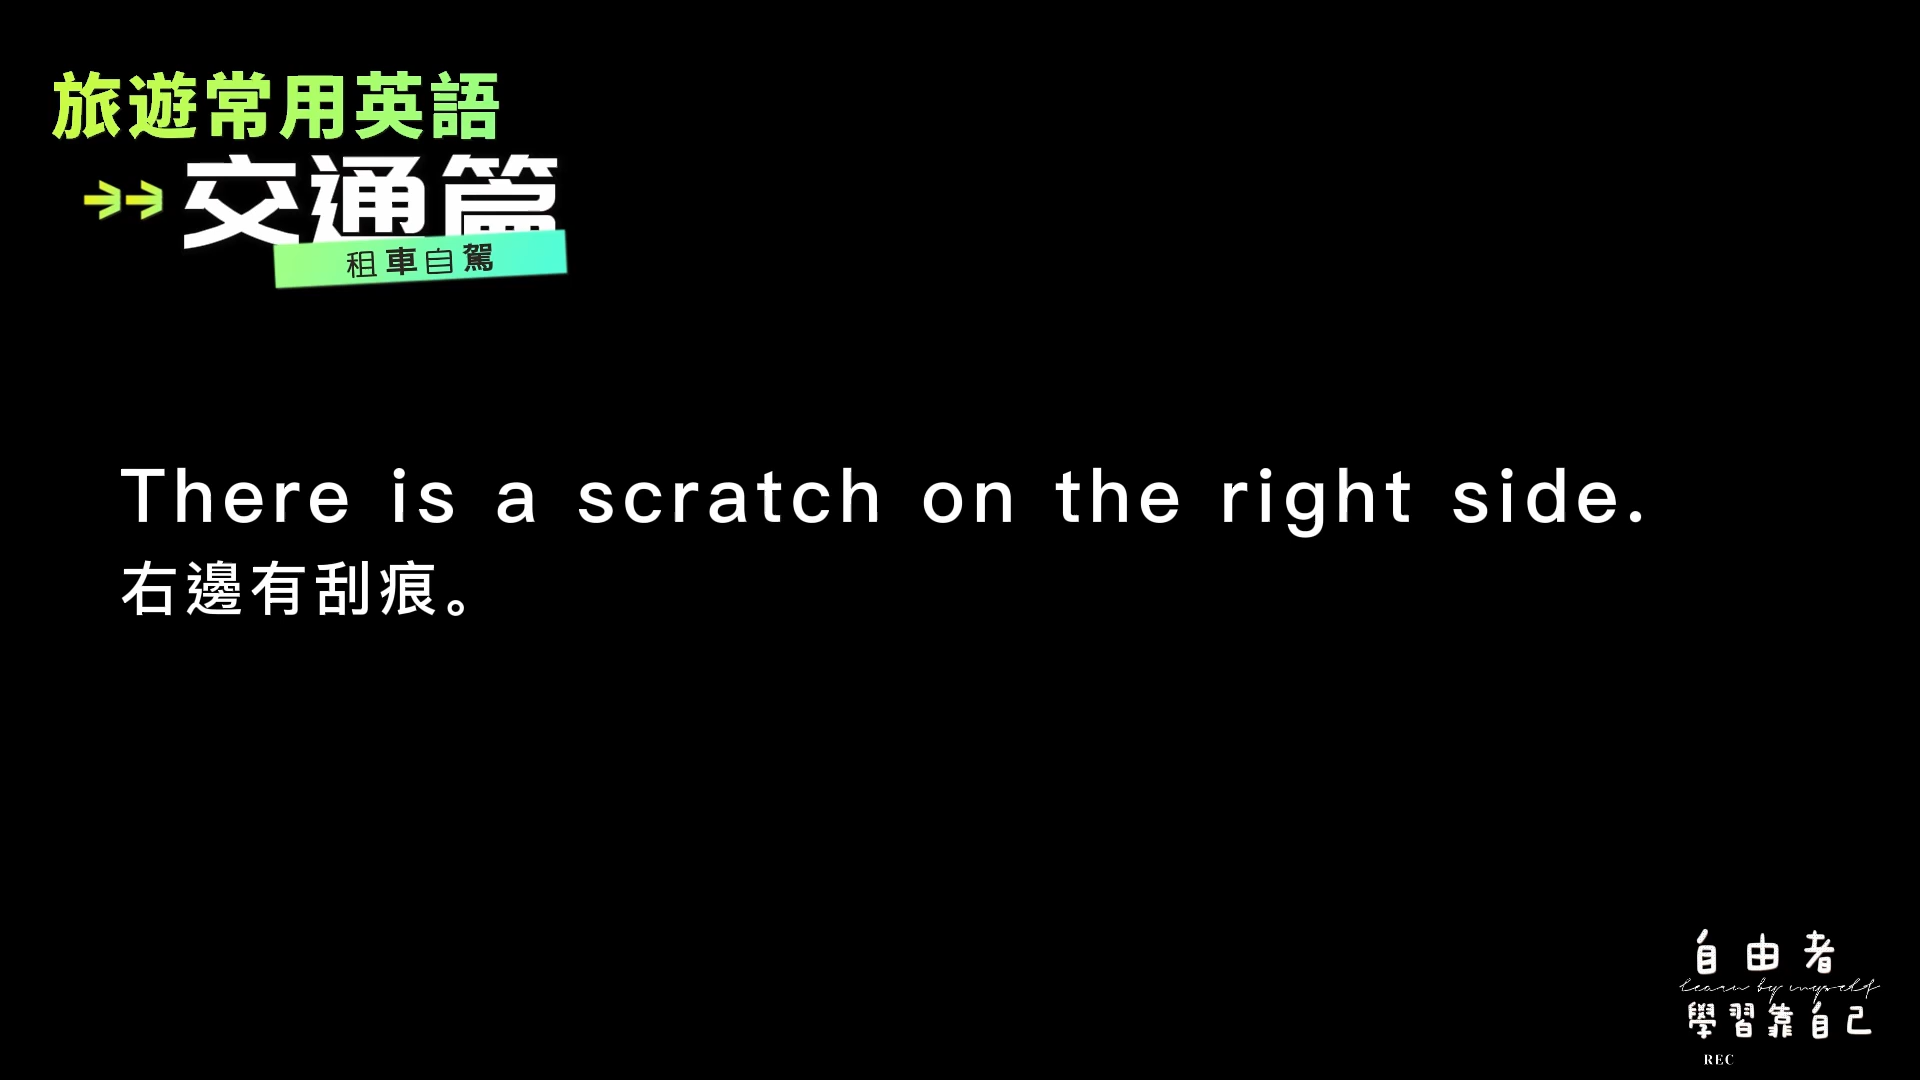 旅遊常用英語
交通篇
租車自駕
There is a scratch on the right side.
右邊有刮痕。
自由者
learn by myself
學習靠自己
REC